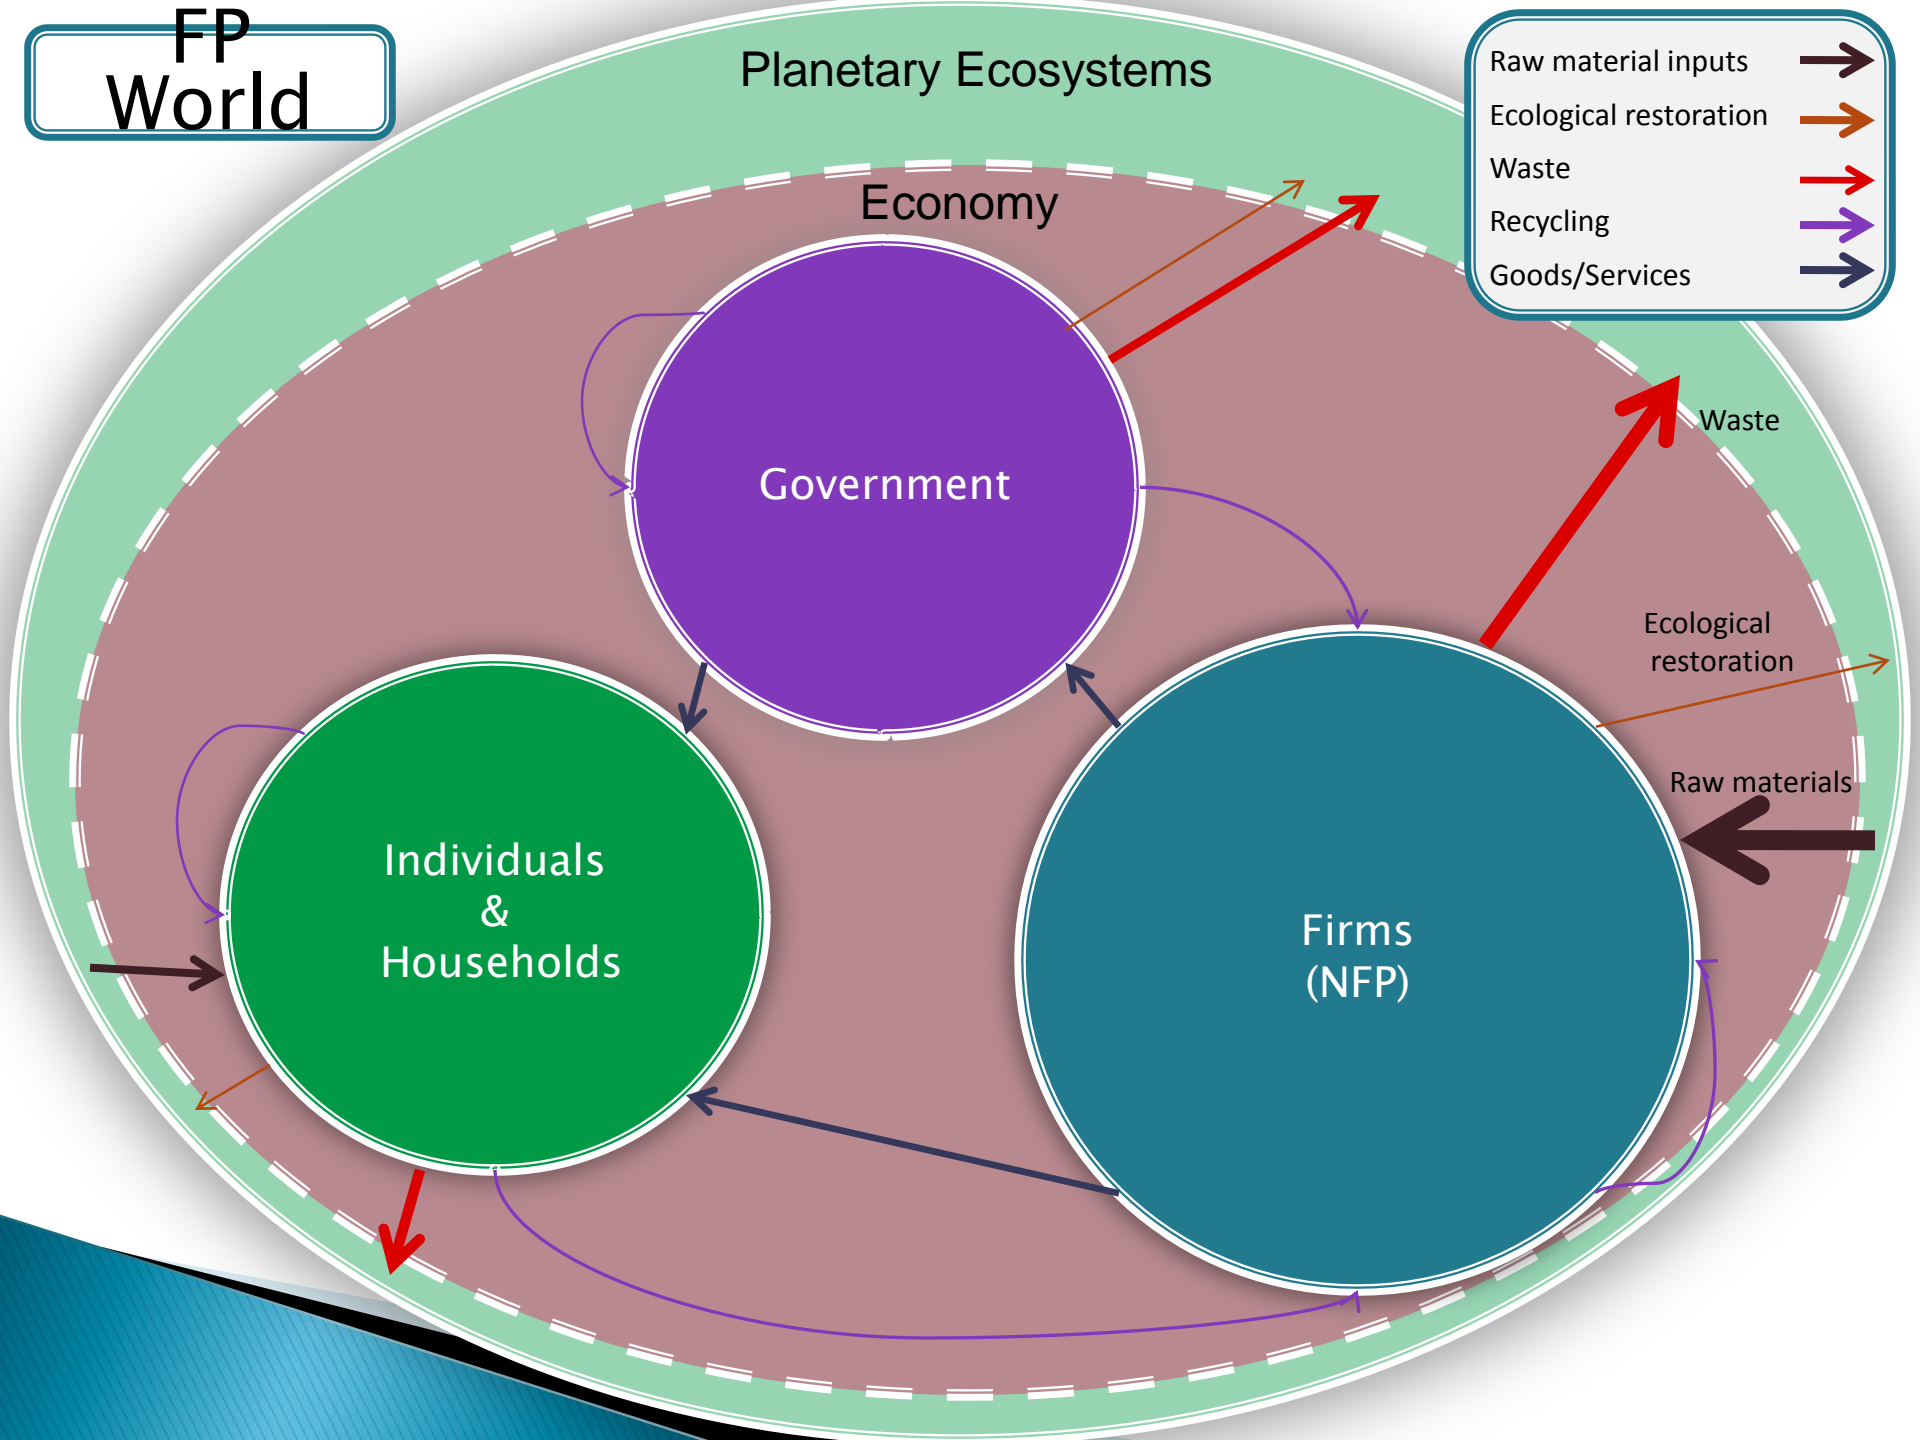 FP
World
Planetary Ecosystems
Raw material inputs
Ecological restoration
Waste
Recycling
Goods/Services
Economy
Government
Waste
Ecological
restoration
Raw materials
Individuals
&
Households
Firms
(NFP)